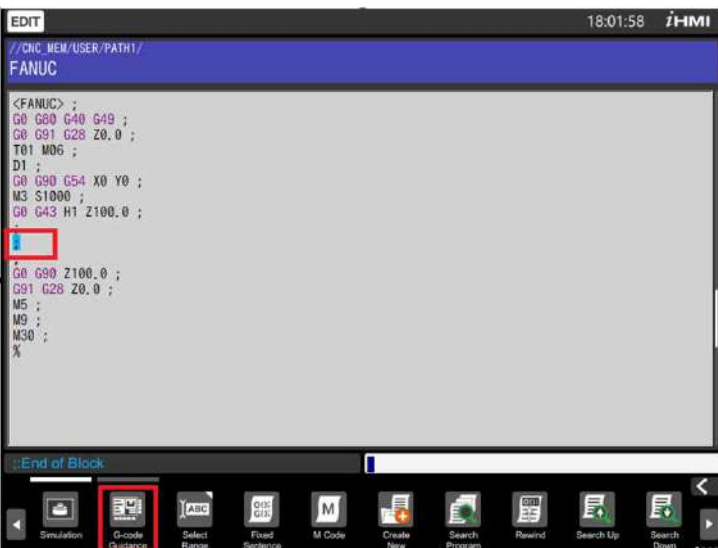 EDIT
18:01:58 iHMI
//CNC_MEM/USER/PATH1/
FANUC
<FANUC> ;
G0 G80 G40 G49 ;
G0 G91 G28 Z0.0 ;
T01 M06 ;
D1 ;
G0 G90 G54 X0 Y0 ;
M3 S1000 ;
G0 G43 H1 Z100.0 ;
;
;
;
G0 G90 Z100.0 ;
G91 G28 Z0.0 ;
M5 ;
M9 ;
M30 ;
%
;:End of Block
Simulation
G-code Guidance
Select Range
Fixed Sentence
M Code
Create New
Search Program
Rewind
Search Up
Search Down